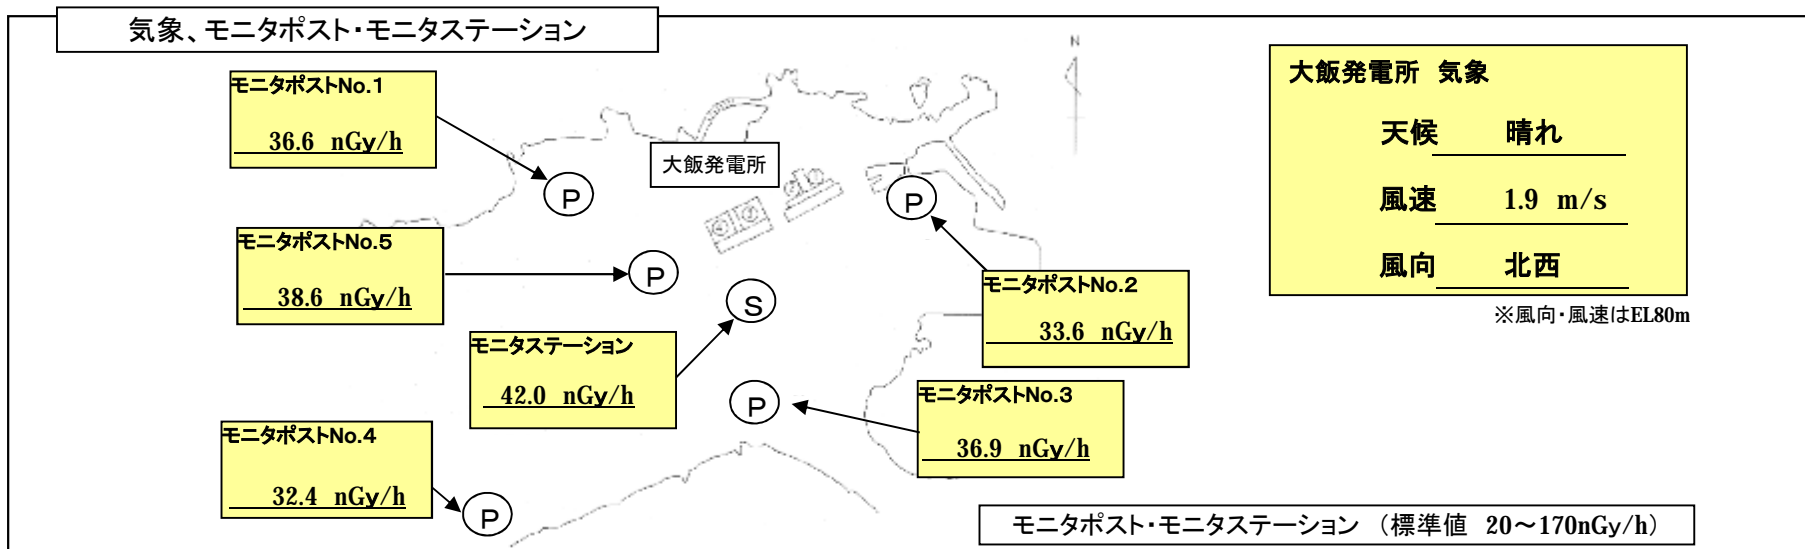 気象、モニタポスト・モニタステーション
N
モニタポストNo.1
36.6 nGy/h
大飯発電所
P
P
モニタポストNo.5
38.6 nGy/h
P
S
モニタポストNo.2
33.6 nGy/h
モニタステーション
42.0 nGy/h
P
モニタポストNo.3
36.9 nGy/h
モニタポストNo.4
32.4 nGy/h
P
大飯発電所 気象
天候 晴れ
風速 1.9 m/s
風向 北西
※風向・風速はEL80m
モニタポスト・モニタステーション (標準値 20～170nGy/h)